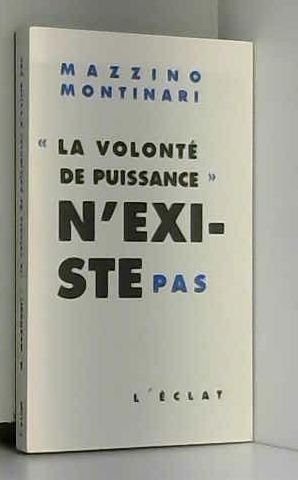 MAZZINO
MONTINARI
« LA VOLONTÉ
DE PUISSANCE »
N'EXI-
STE PAS
L'ÉCLAT